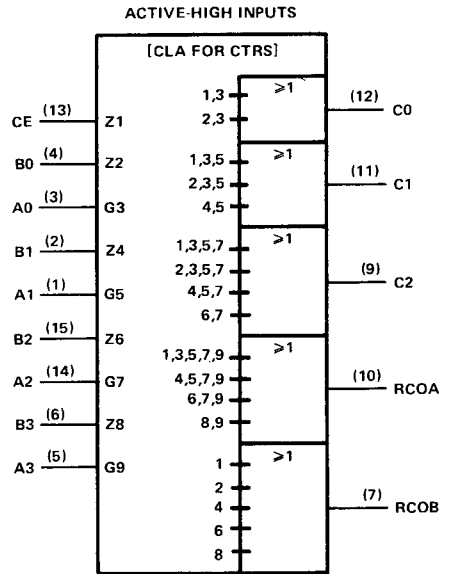 ACTIVE-HIGH INPUTS
[CLA FOR CTRS]
CE (13) Z1
B0 (4) Z2
A0 (3) G3
B1 (2) Z4
A1 (1) G5
B2 (15) Z6
A2 (14) G7
B3 (6) Z8
A3 (5) G9
≥1
1,3
2,3
(12) C0
≥1
1,3,5
2,3,5
4,5
(11) C1
≥1
1,3,5,7
2,3,5,7
4,5,7
6,7
(9) C2
≥1
1,3,5,7,9
4,5,7,9
6,7,9
8,9
(10) RCOA
≥1
1
2
4
6
8
(7) RCOB